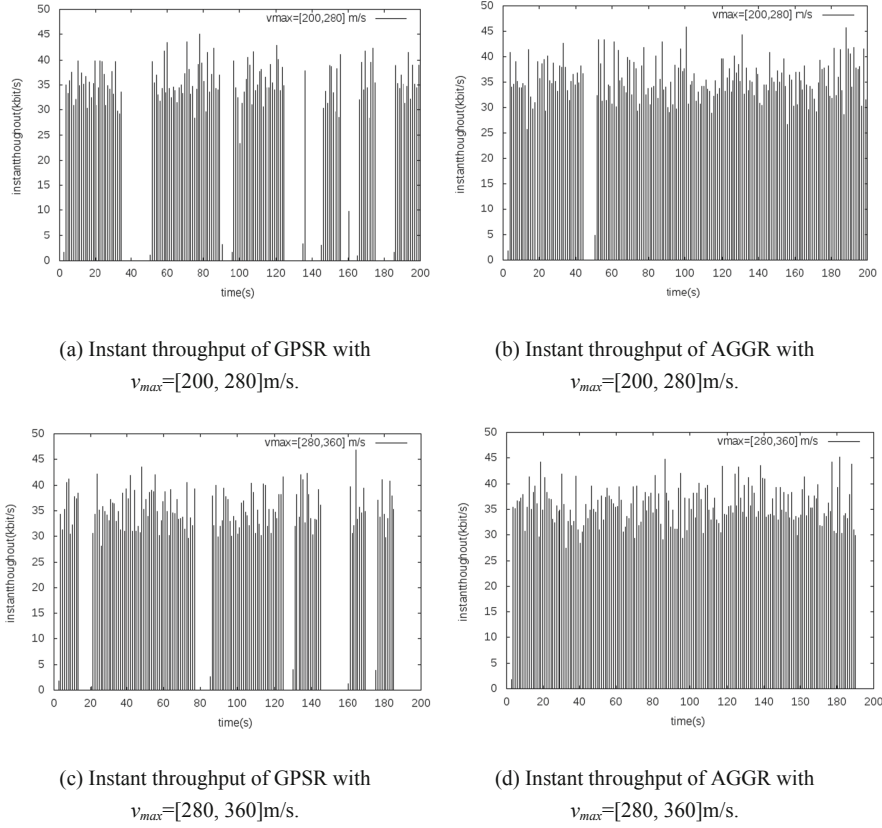 vmax=[200,280] m/s
50
45
40
35
30
25
20
15
10
5
0
instantthoughout(kbit/s)
0 20 40 60 80 100 120 140 160 180 200
time(s)
vmax=[200,280] m/s
50
45
40
35
30
25
20
15
10
5
0
instantthoughout(kbit/s)
0 20 40 60 80 100 120 140 160 180 200
time(s)
(a) Instant throughput of GPSR with
vmax=[200, 280]m/s.
(b) Instant throughput of AGGR with
vmax=[200, 280]m/s.
vmax=[280,360] m/s
50
45
40
35
30
25
20
15
10
5
0
instantthoughout(kbit/s)
0 20 40 60 80 100 120 140 160 180 200
time(s)
vmax=[280,360] m/s
50
45
40
35
30
25
20
15
10
5
0
instantthoughout(kbit/s)
0 20 40 60 80 100 120 140 160 180 200
time(s)
(c) Instant throughput of GPSR with
vmax=[280, 360]m/s.
(d) Instant throughput of AGGR with
vmax=[280, 360]m/s.